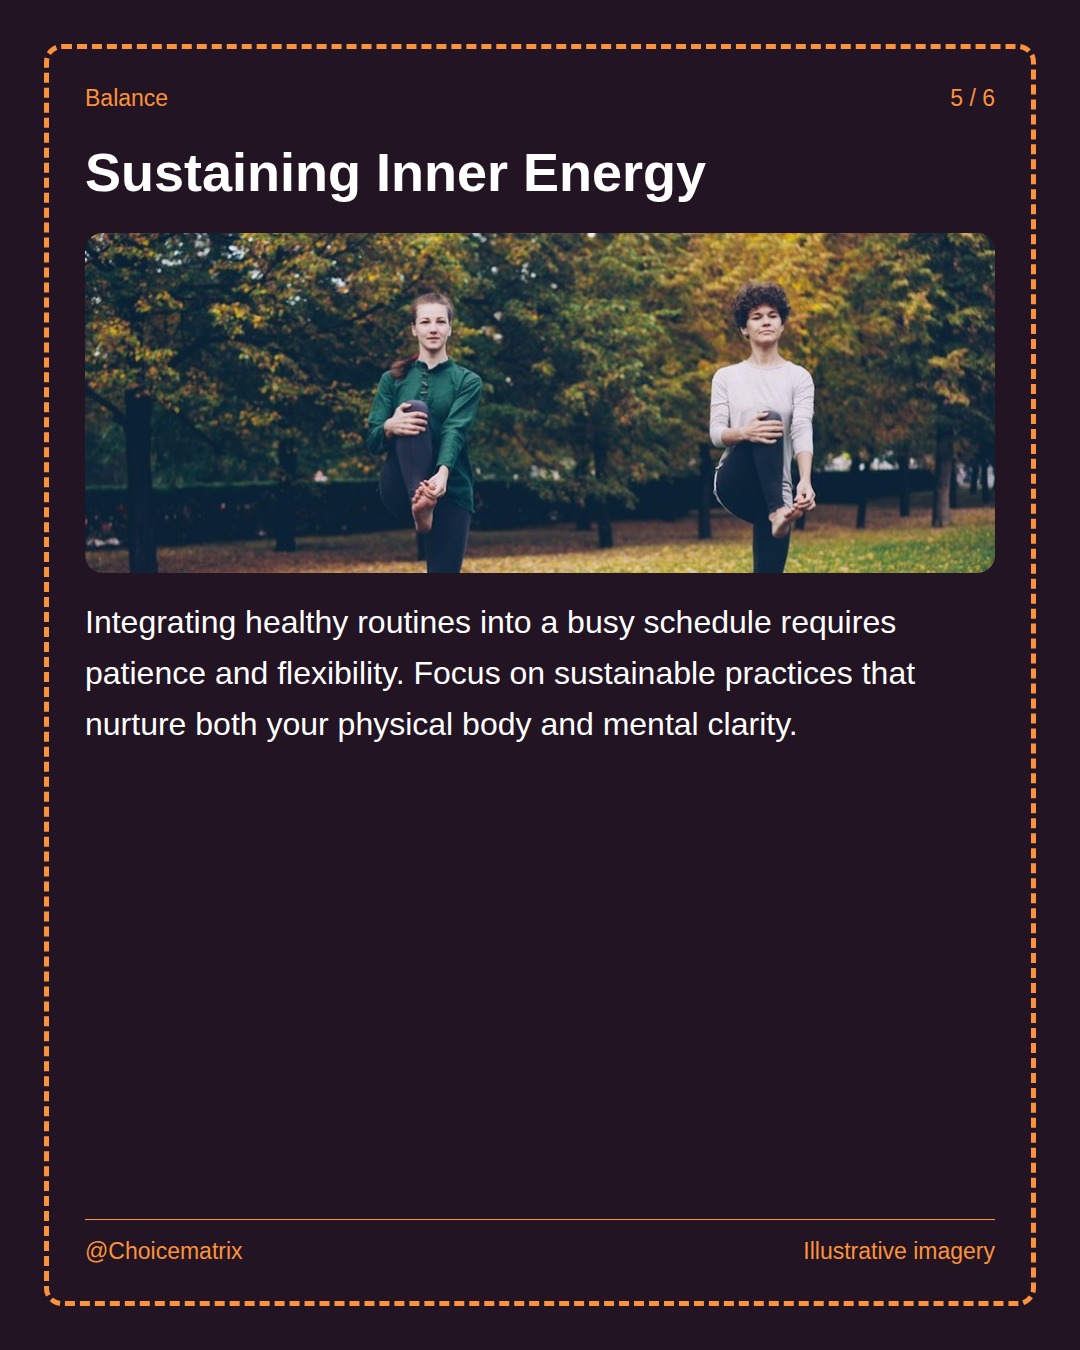 Balance
5 / 6
Sustaining Inner Energy
Integrating healthy routines into a busy schedule requires
patience and flexibility. Focus on sustainable practices that
nurture both your physical body and mental clarity.
@Choicematrix
Illustrative imagery